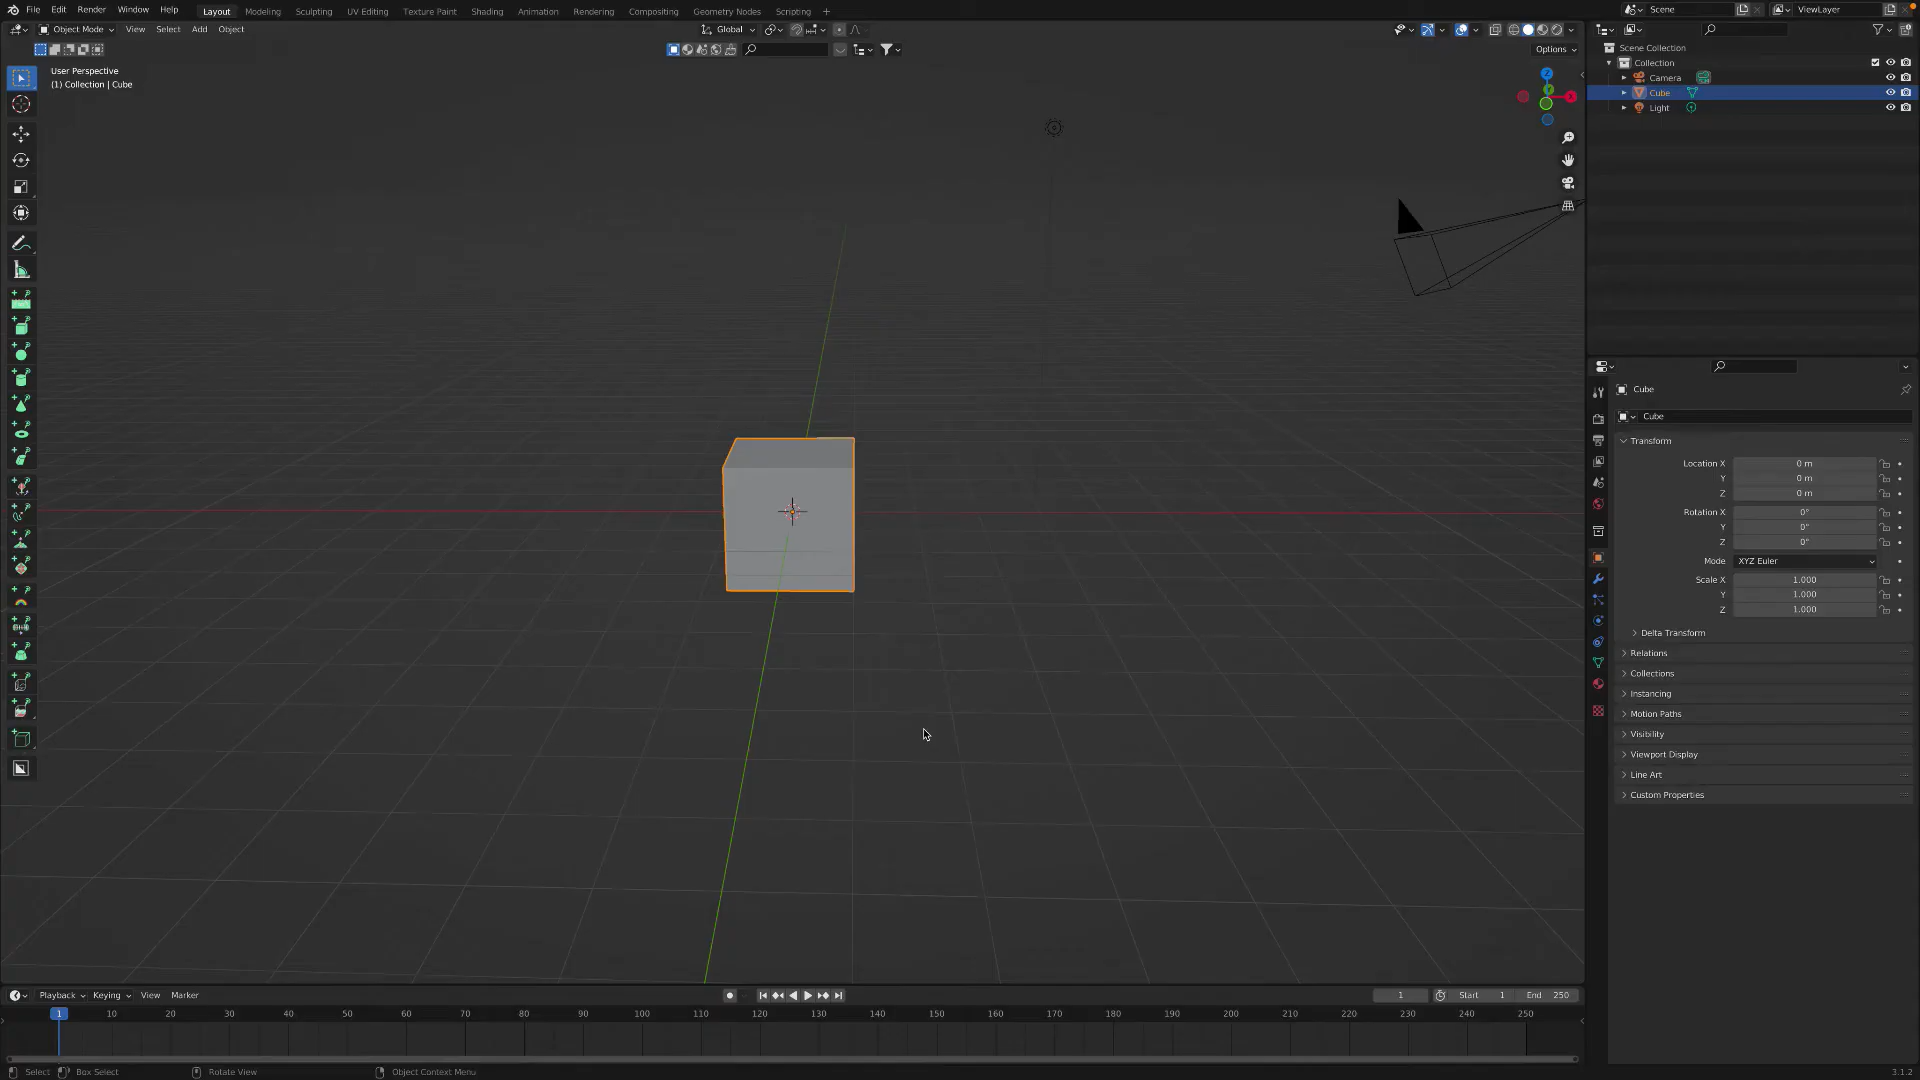 File Edit Render Window Help Layout Modeling Sculpting UV Editing Texture Paint Shading Animation Rendering Compositing Geometry Nodes Scripting + Scene ViewLayer
Object Mode View Select Add Object Global
Options
User Perspective
(1) Collection | Cube
Z
Y
X
Scene Collection
Collection
Camera
Cube
Light
Cube
Cube
Transform
Location X 0 m
Y 0 m
Z 0 m
Rotation X 0°
Y 0°
Z 0°
Mode XYZ Euler
Scale X 1.000
Y 1.000
Z 1.000
Delta Transform
Relations
Collections
Instancing
Motion Paths
Visibility
Viewport Display
Line Art
Custom Properties
Playback Keying View Marker 1 Start 1 End 250
1 10 20 30 40 50 60 70 80 90 100 110 120 130 140 150 160 170 180 190 200 210 220 230 240 250
Select Box Select Rotate View Object Context Menu 3.1.2